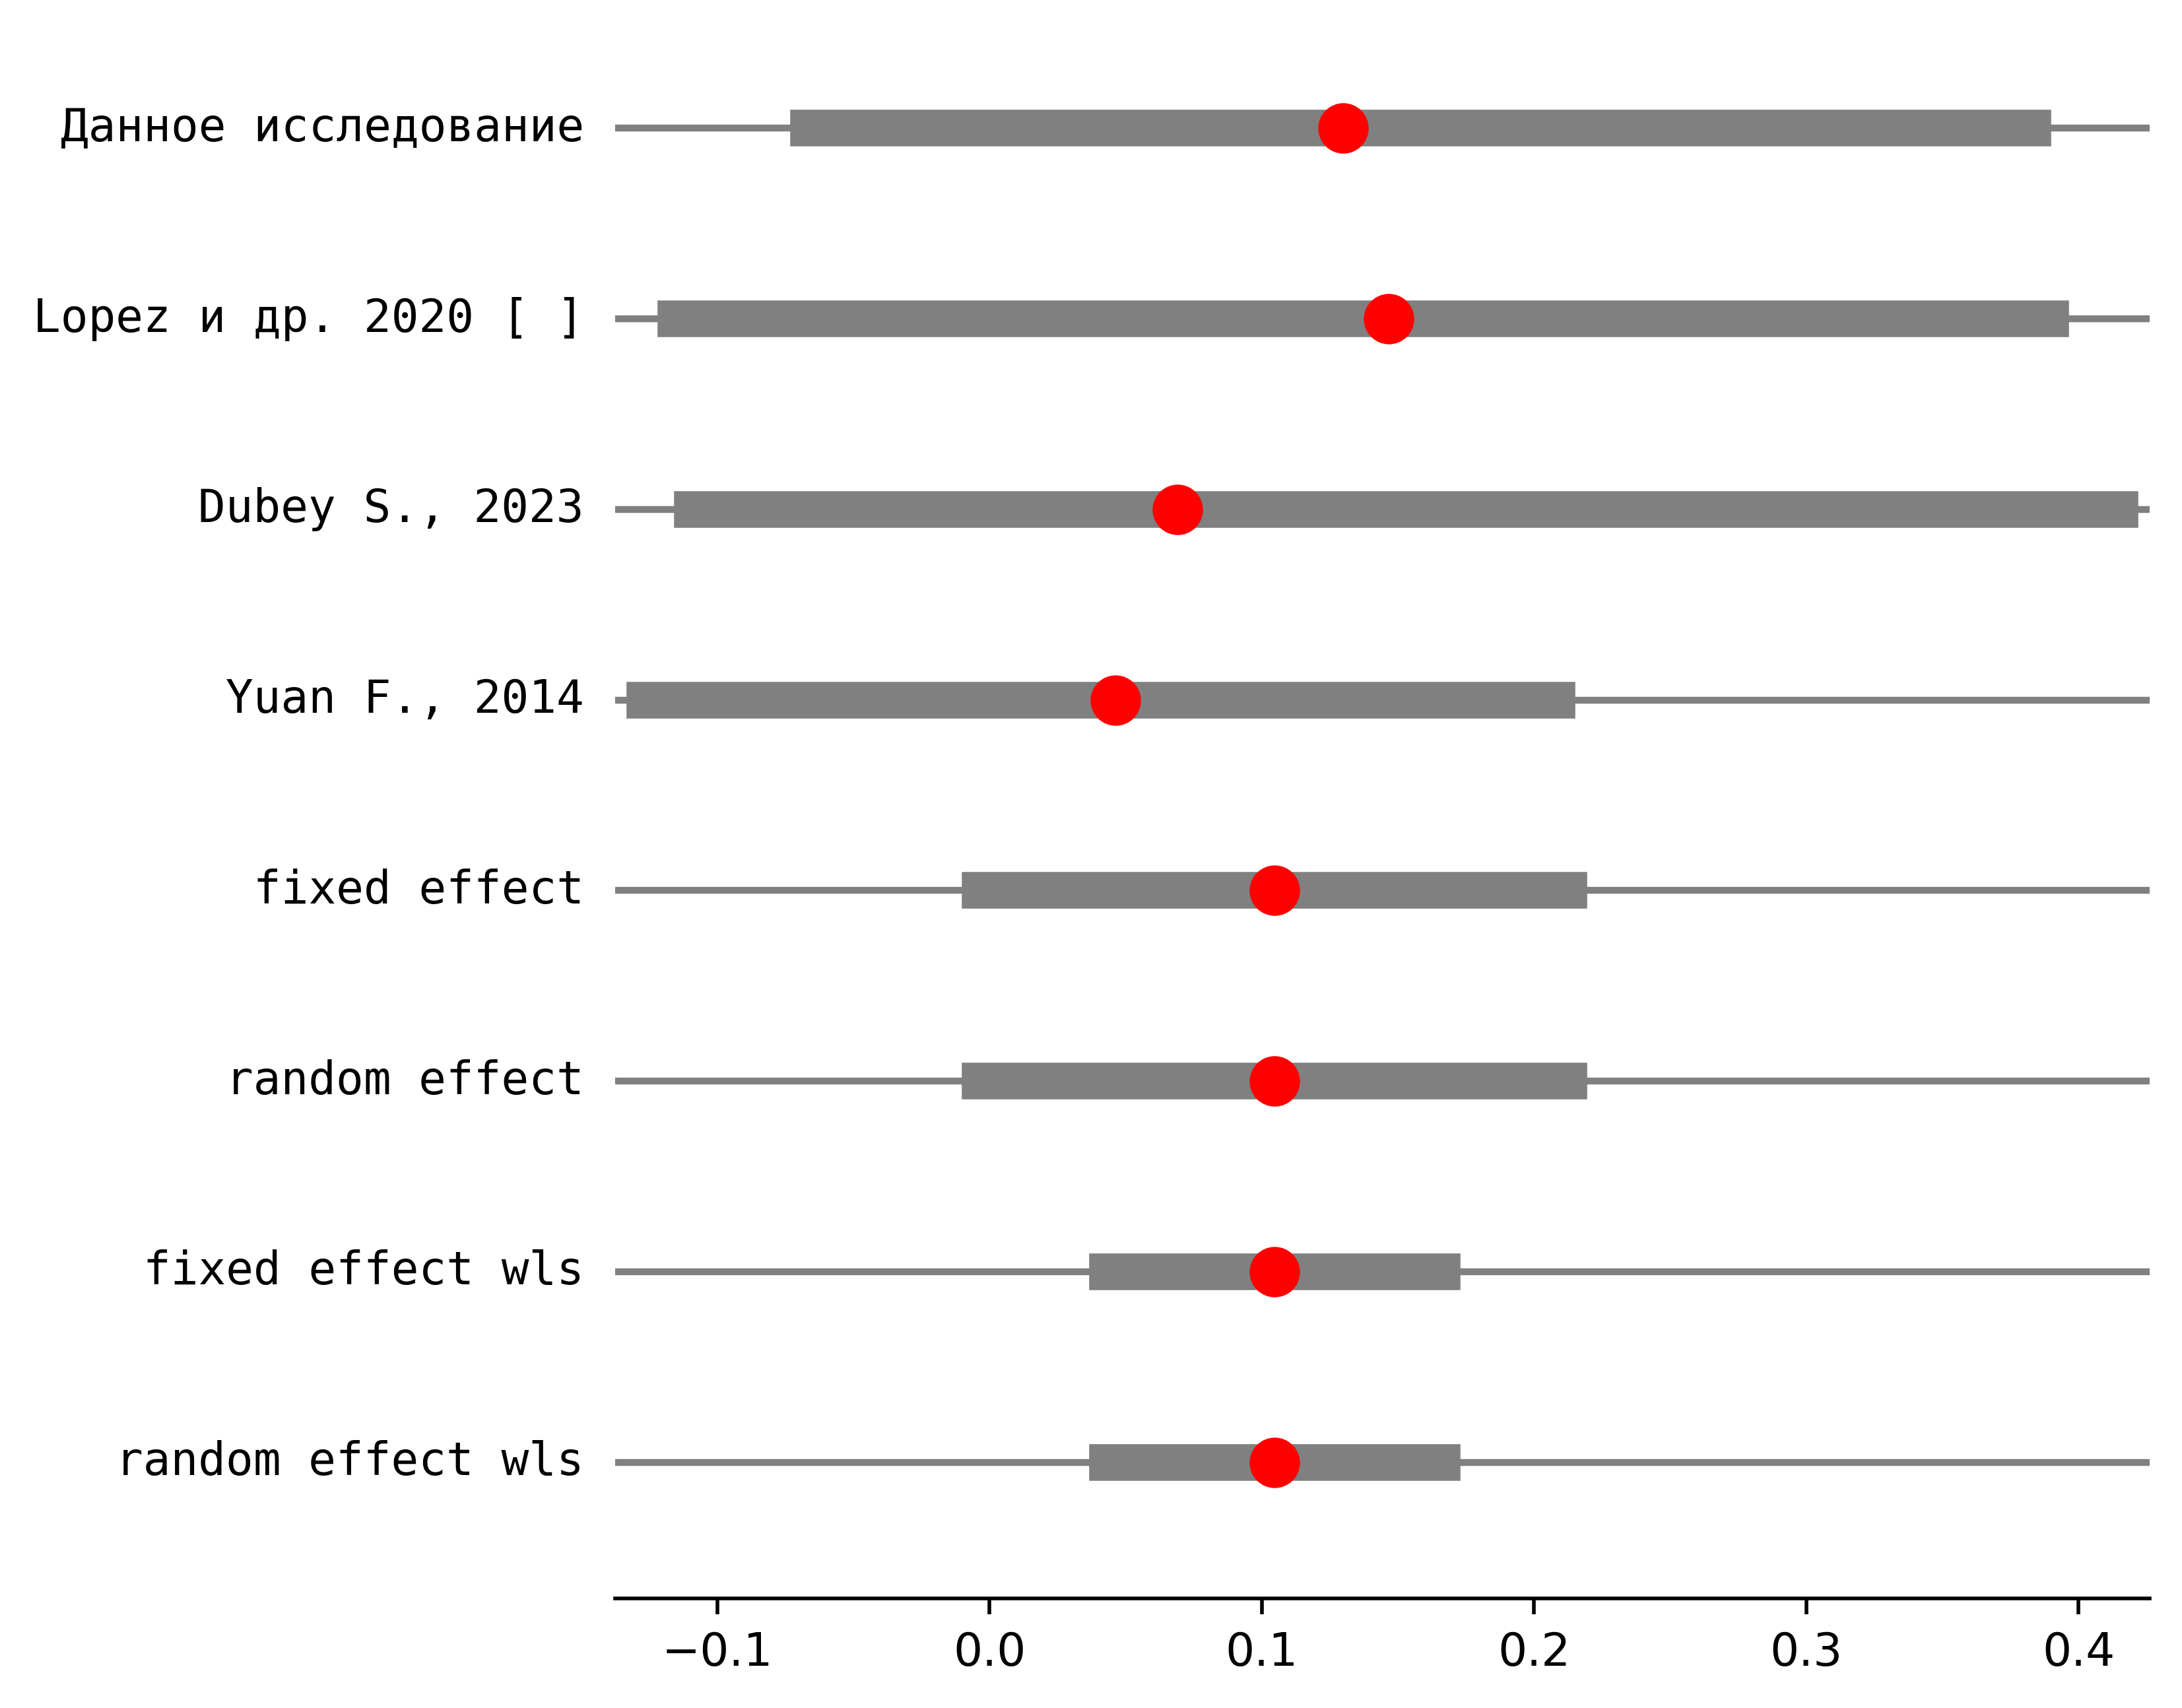 Данное исследование
Lopez и др. 2020 [ ]
Dubey S., 2023
Yuan F., 2014
fixed effect
random effect
fixed effect wls
random effect wls
−0.1 0.0 0.1 0.2 0.3 0.4